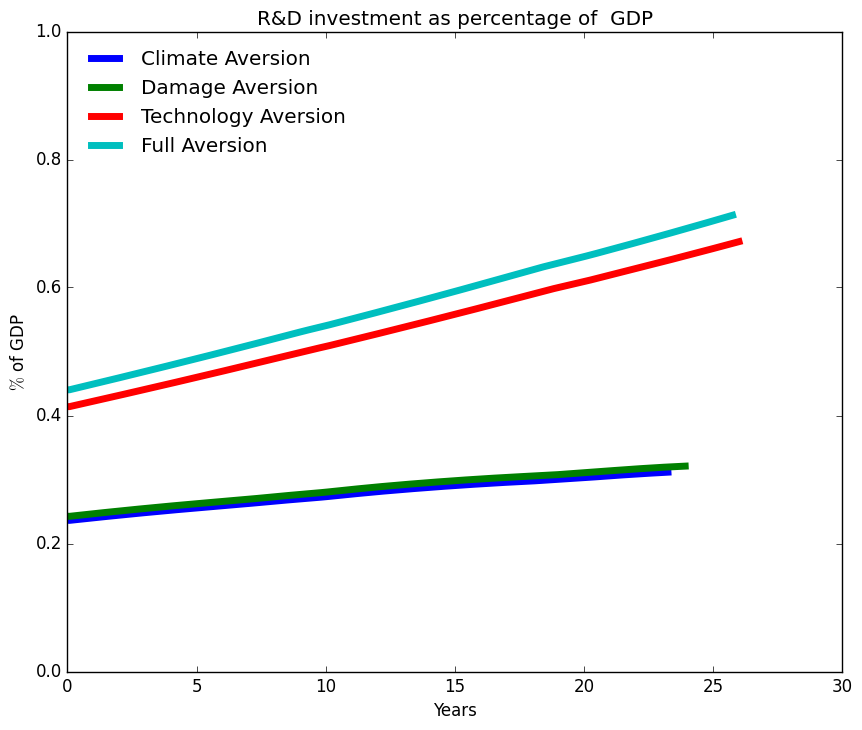 R&D investment as percentage of  GDP
Climate Aversion
Damage Aversion
Technology Aversion
Full Aversion
% of GDP
1.0
0.8
0.6
0.4
0.2
0.0
0 5 10 15 20 25 30
Years